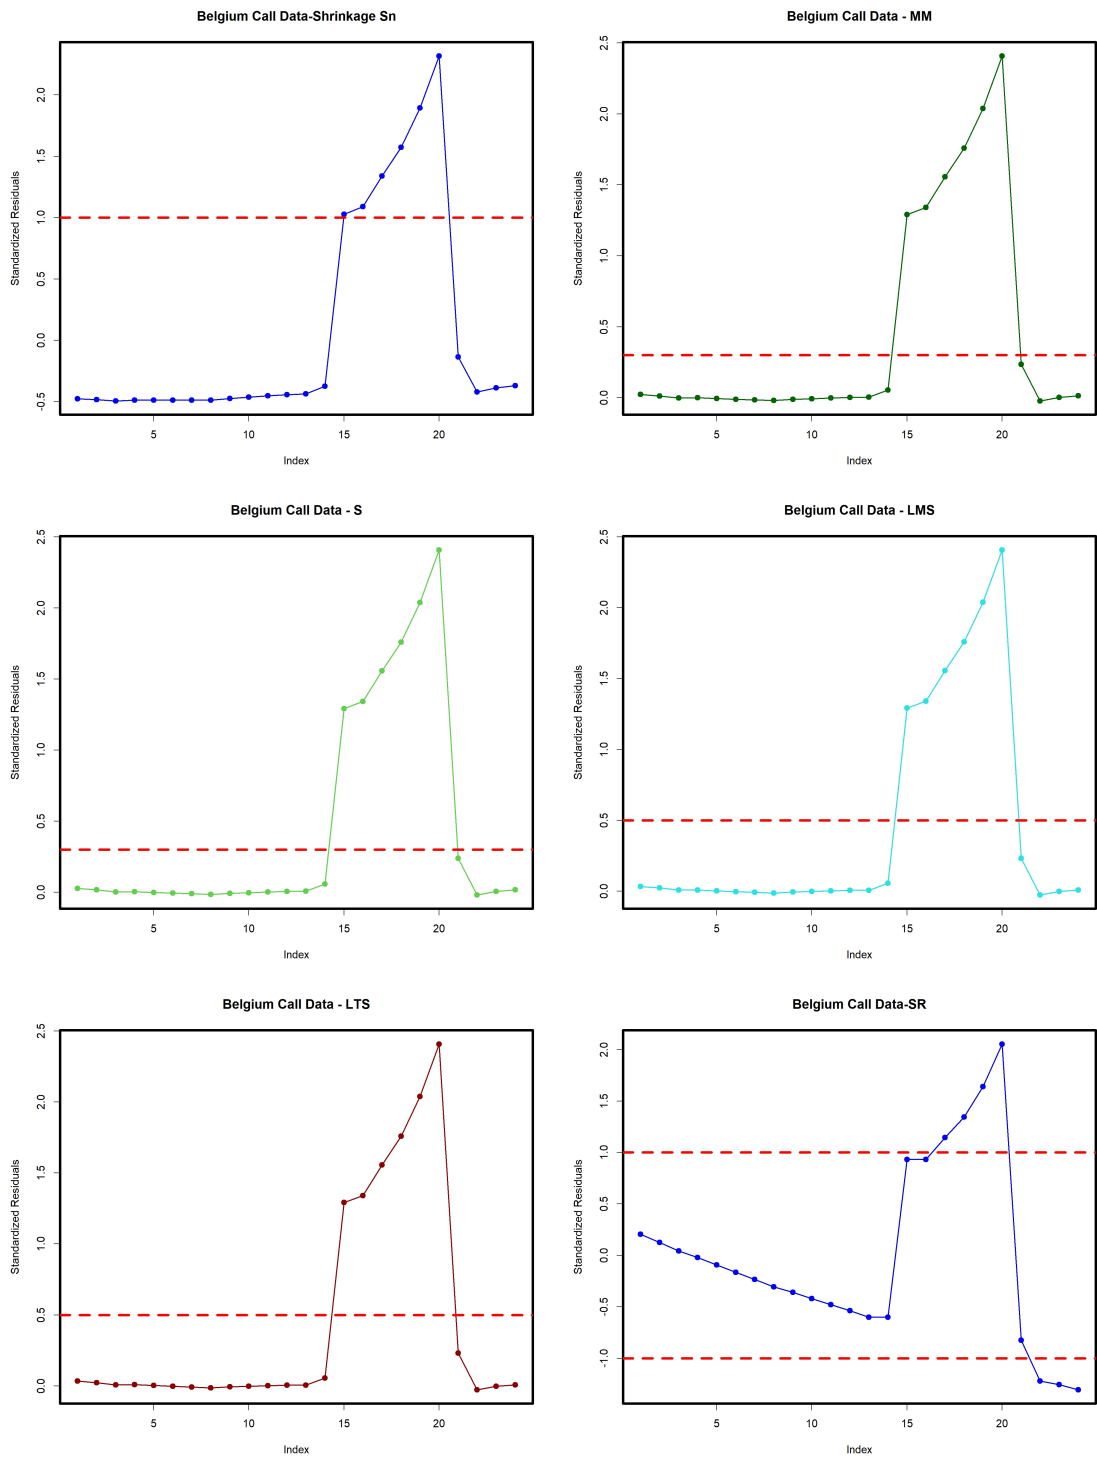 Belgium Call Data-Shrinkage Sn
Standardized Residuals
-0.5 0.0 0.5 1.0 1.5 2.0
5 10 15 20
Index
Belgium Call Data - MM
Standardized Residuals
0.0 0.5 1.0 1.5 2.0 2.5
5 10 15 20
Index
Belgium Call Data - S
Standardized Residuals
0.0 0.5 1.0 1.5 2.0 2.5
5 10 15 20
Index
Belgium Call Data - LMS
Standardized Residuals
0.0 0.5 1.0 1.5 2.0 2.5
5 10 15 20
Index
Belgium Call Data - LTS
Standardized Residuals
0.0 0.5 1.0 1.5 2.0 2.5
5 10 15 20
Index
Belgium Call Data-SR
Standardized Residuals
-1.0 -0.5 0.0 0.5 1.0 1.5 2.0
5 10 15 20
Index